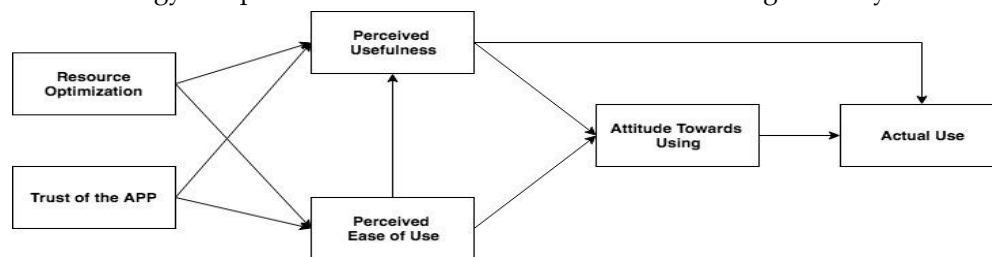 Perceived
Usefulness
Resource
Optimization
Attitude Towards
Using
Actual Use
Trust of the APP
Perceived
Ease of Use